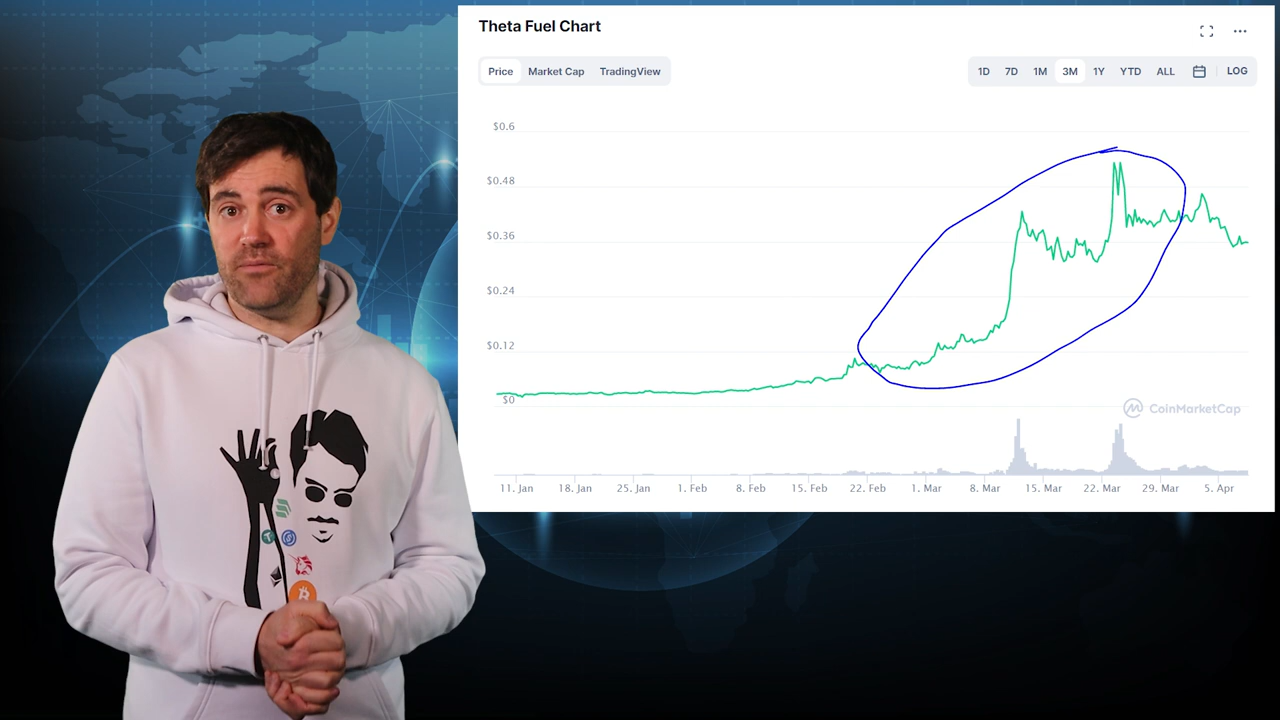 Theta Fuel Chart
Price Market Cap TradingView
1D 7D 1M 3M 1Y YTD ALL LOG
$0.6
$0.48
$0.36
$0.24
$0.12
$0
CoinMarketCap
11. Jan 18. Jan 25. Jan 1. Feb 8. Feb 15. Feb 22. Feb 1. Mar 8. Mar 15. Mar 22. Mar 29. Mar 5. Apr